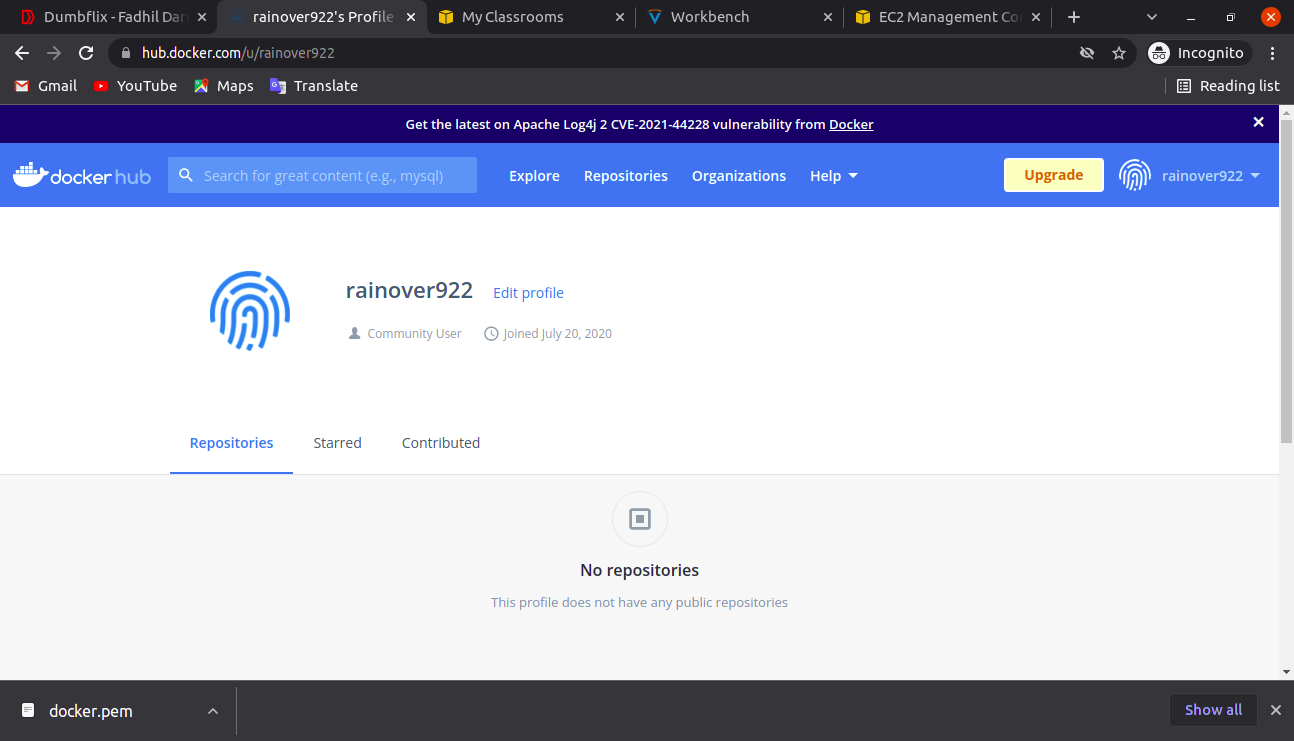 Dumbflix - Fadhil Dar
rainover922's Profile
My Classrooms
Workbench
EC2 Management Co
hub.docker.com/u/rainover922
Incognito
Gmail
YouTube
Maps
Translate
Reading list
Get the latest on Apache Log4j 2 CVE-2021-44228 vulnerability from Docker
docker hub
Search for great content (e.g., mysql)
Explore
Repositories
Organizations
Help
Upgrade
rainover922
rainover922
Edit profile
Community User
Joined July 20, 2020
Repositories
Starred
Contributed
No repositories
This profile does not have any public repositories
docker.pem
Show all